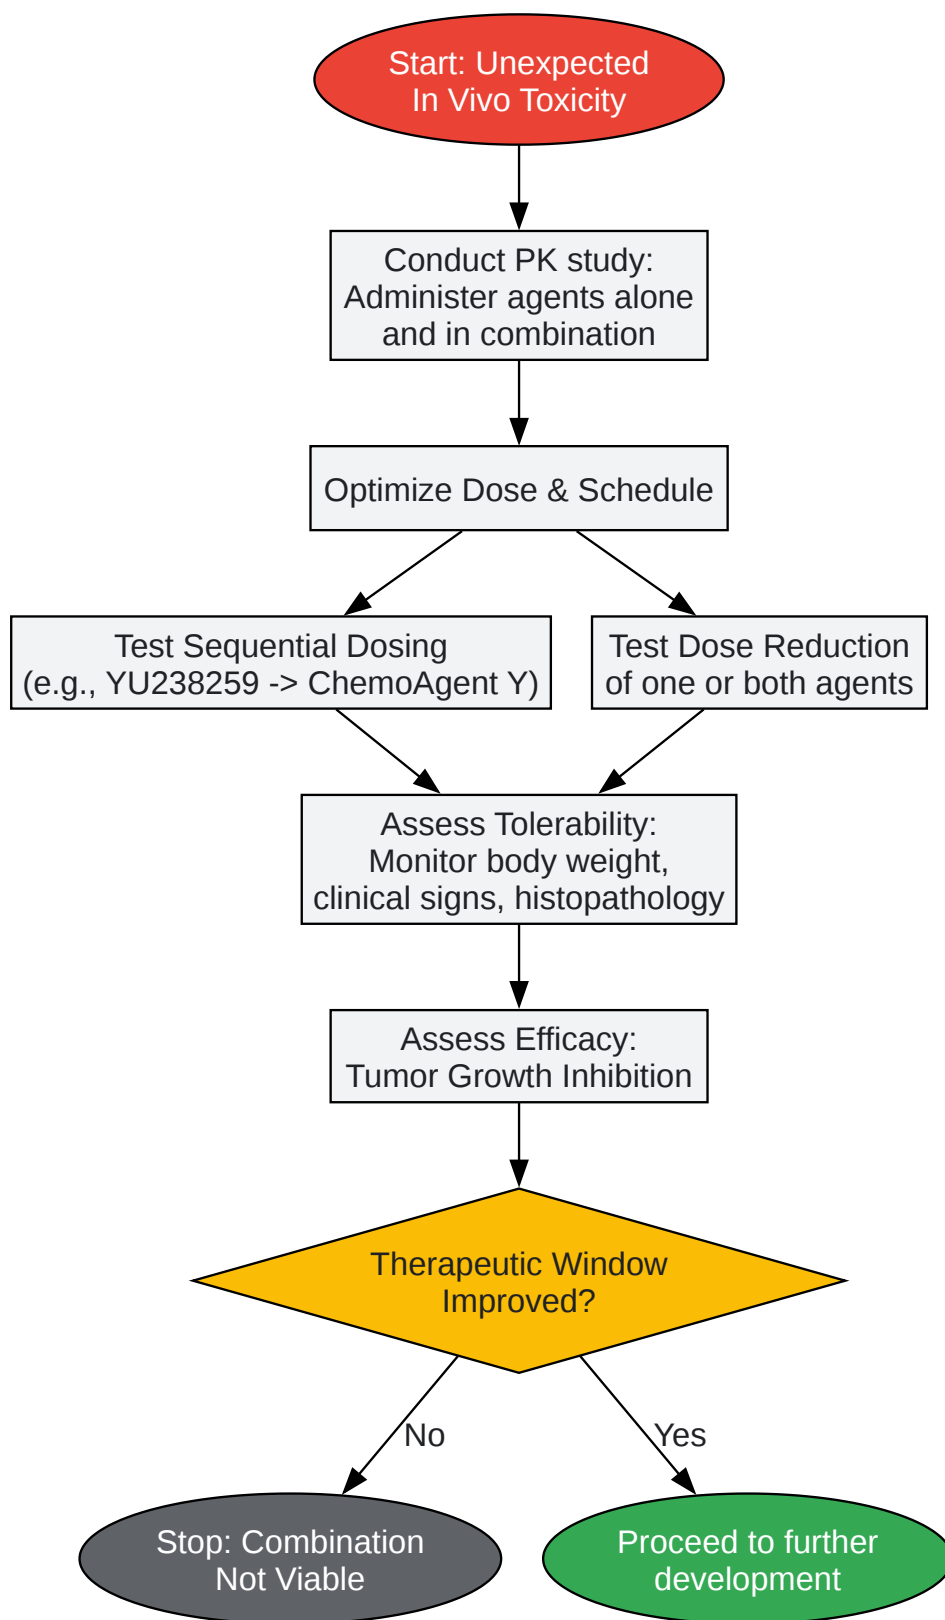 Start: Unexpected
In Vivo Toxicity
Conduct PK study:
Administer agents alone
and in combination
Optimize Dose & Schedule
Test Sequential Dosing
(e.g., YU238259 -> ChemoAgent Y)
Test Dose Reduction
of one or both agents
Assess Tolerability:
Monitor body weight,
clinical signs, histopathology
Assess Efficacy:
Tumor Growth Inhibition
Therapeutic Window
Improved?
No
Yes
Stop: Combination
Not Viable
Proceed to further
development